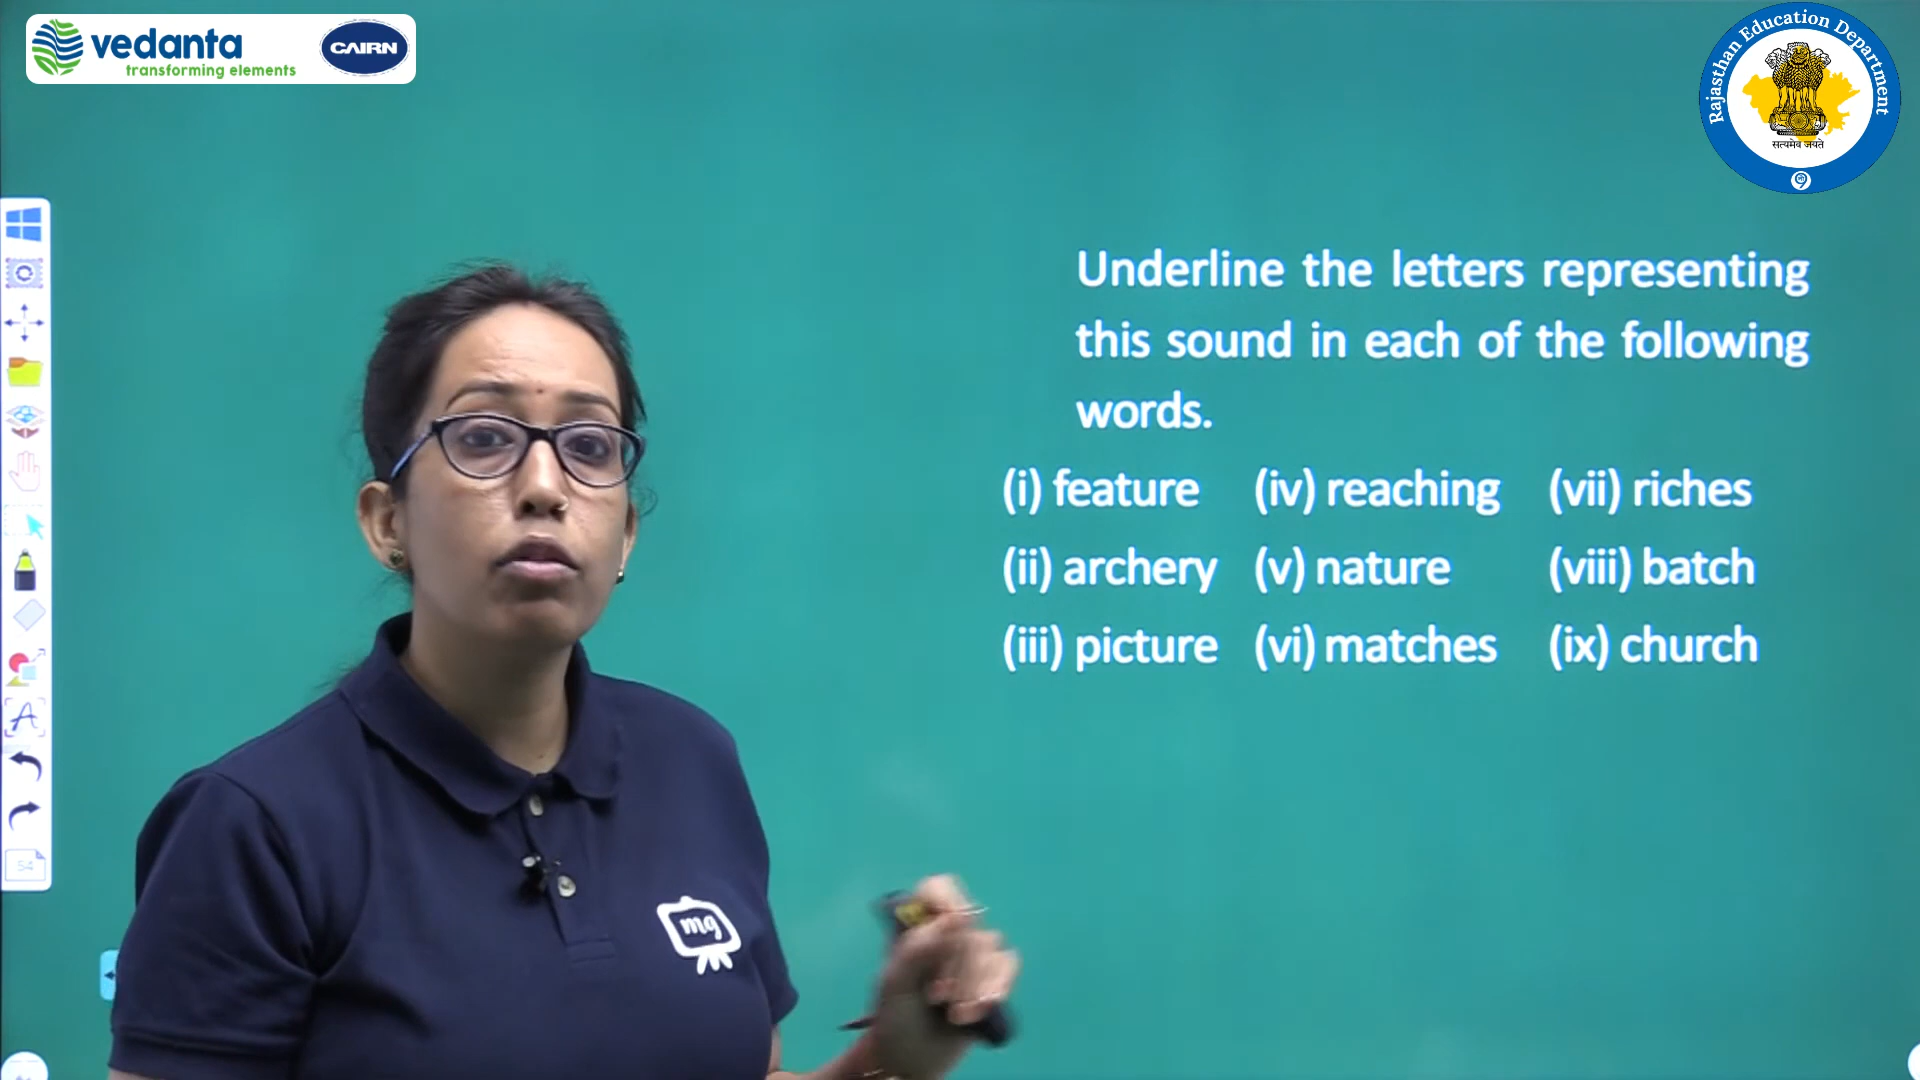 vedanta
transforming elements
CAIRN
Rajasthan Education Department
सत्यमेव जयते
Underline the letters representing
this sound in each of the following
words.
(i) feature (iv) reaching (vii) riches
(ii) archery (v) nature (viii) batch
(iii) picture (vi) matches (ix) church
54
mg